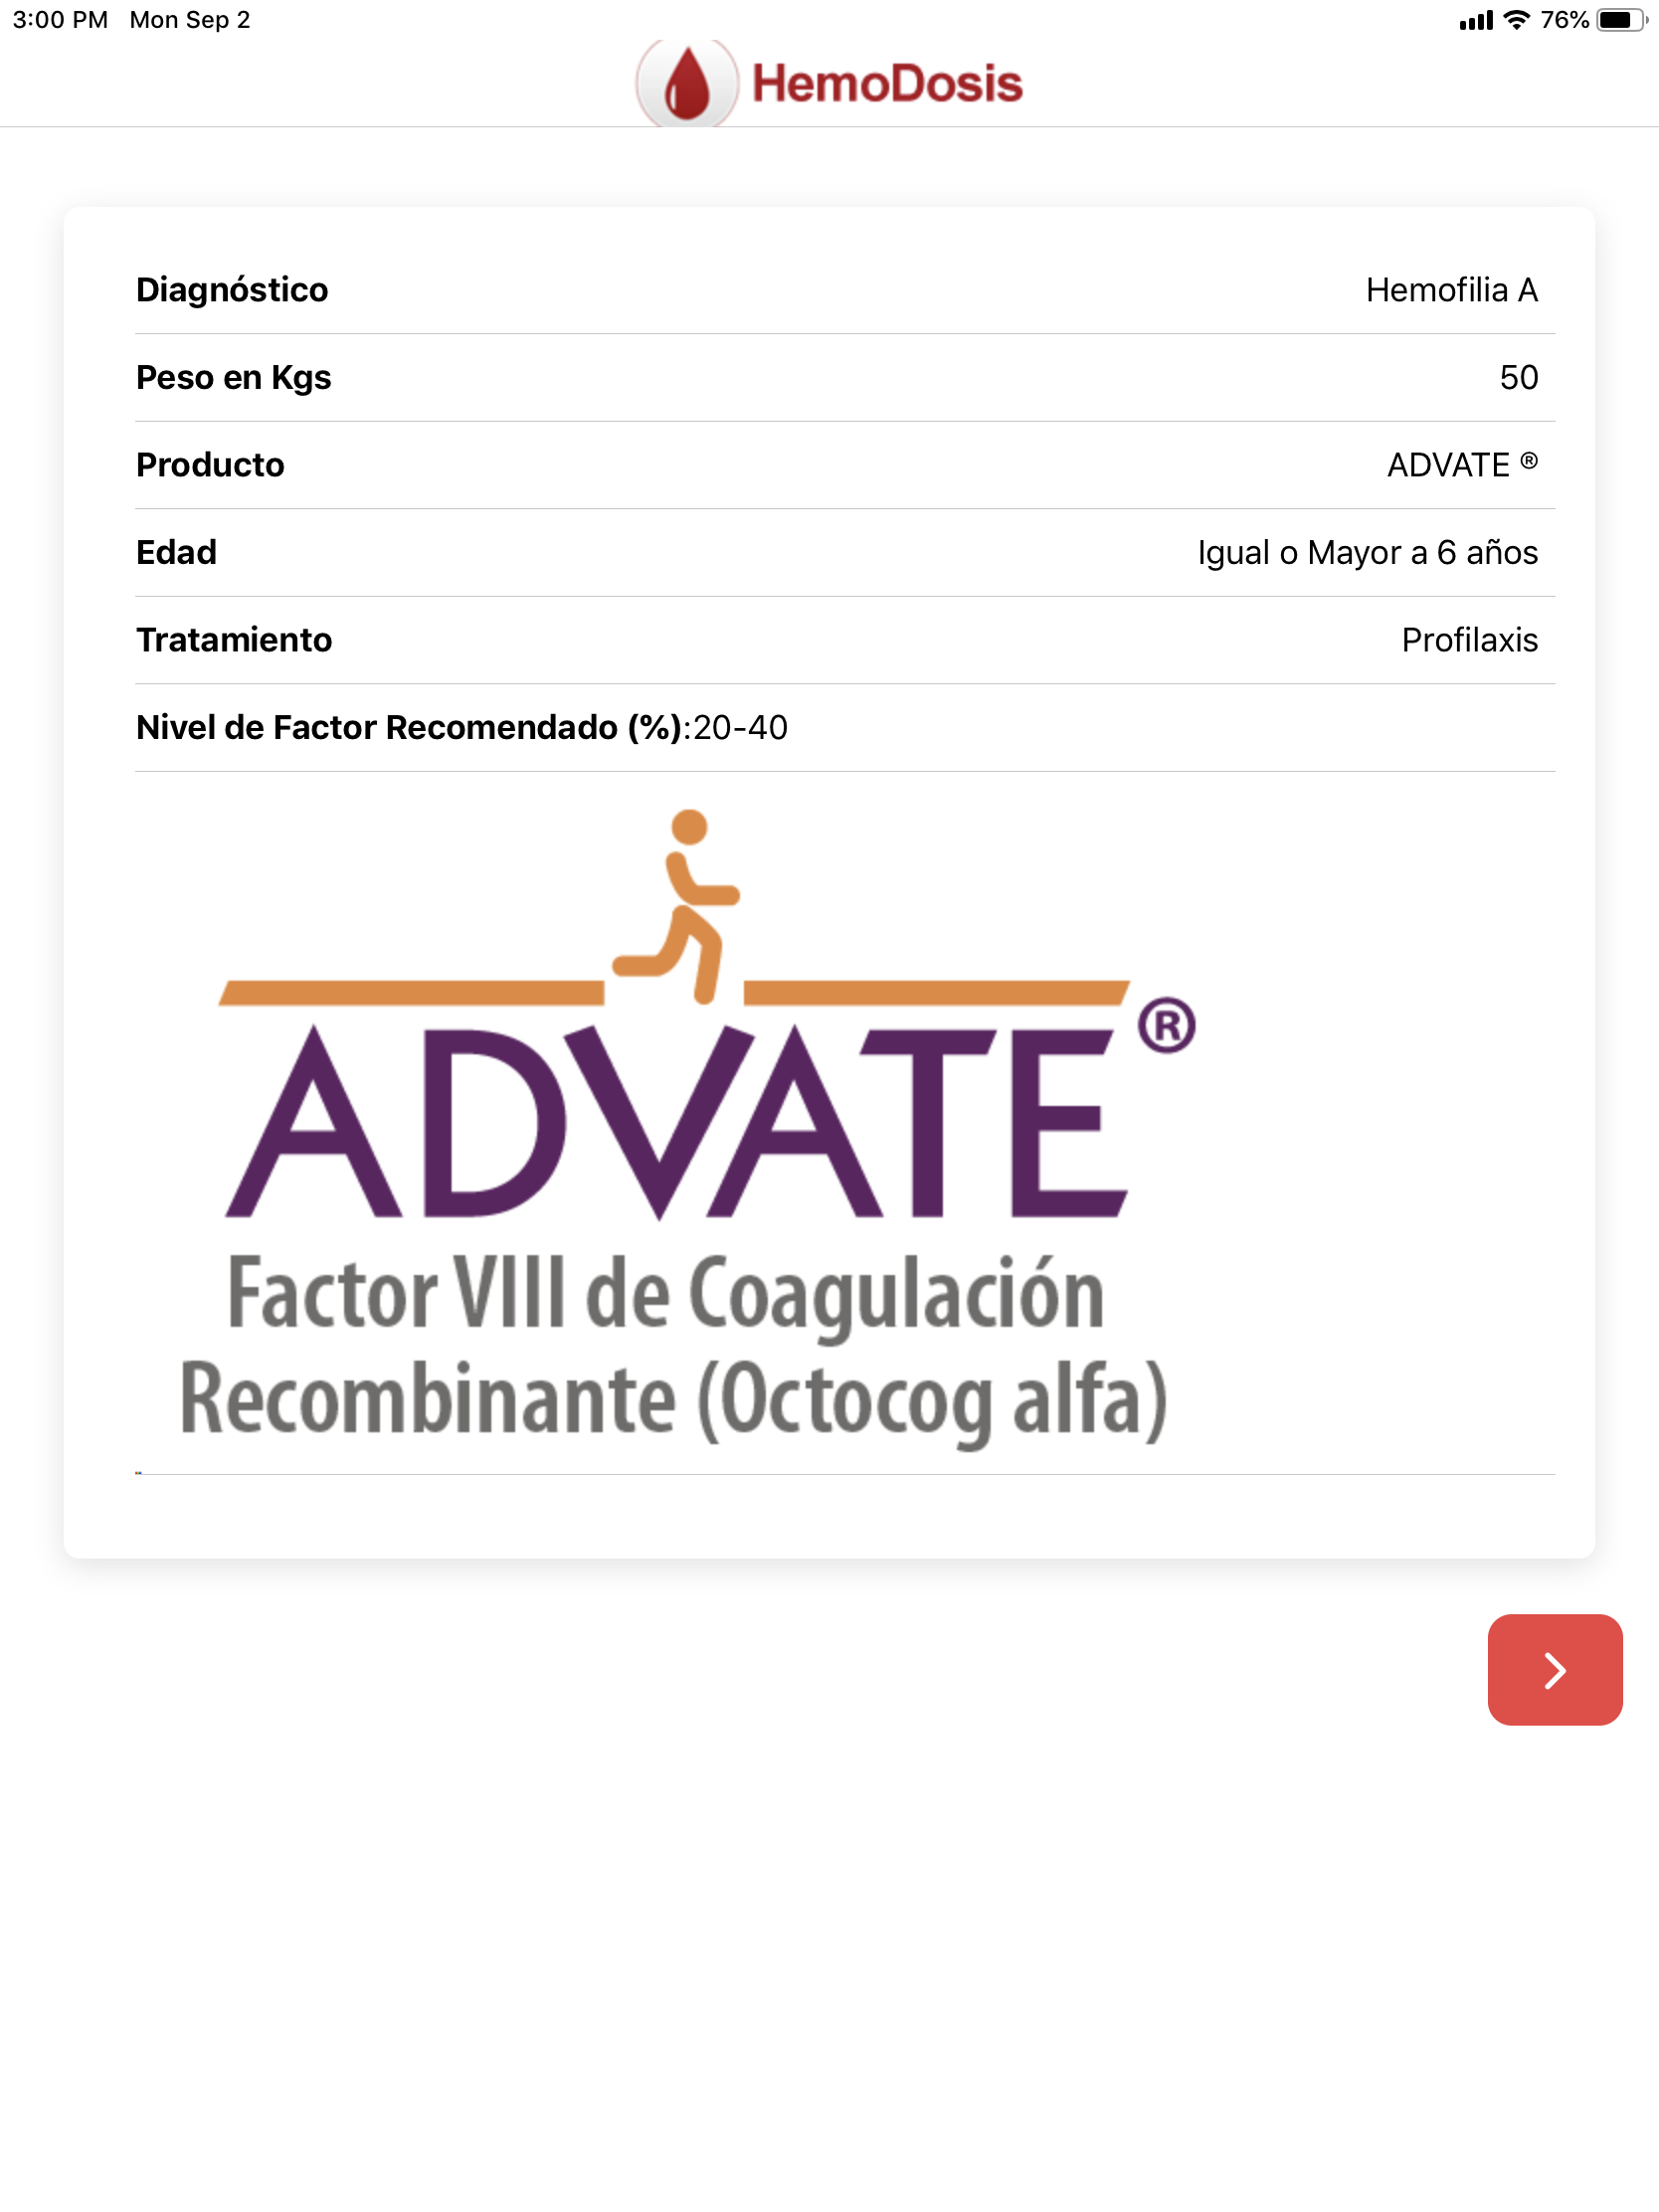 3:00 PM Mon Sep 2 76%
HemoDosis
Diagnóstico Hemofilia A
Peso en Kgs 50
Producto ADVATE ®
Edad Igual o Mayor a 6 años
Tratamiento Profilaxis
Nivel de Factor Recomendado (%):20-40
ADVATE®
Factor VIII de Coagulación
Recombinante (Octocog alfa)